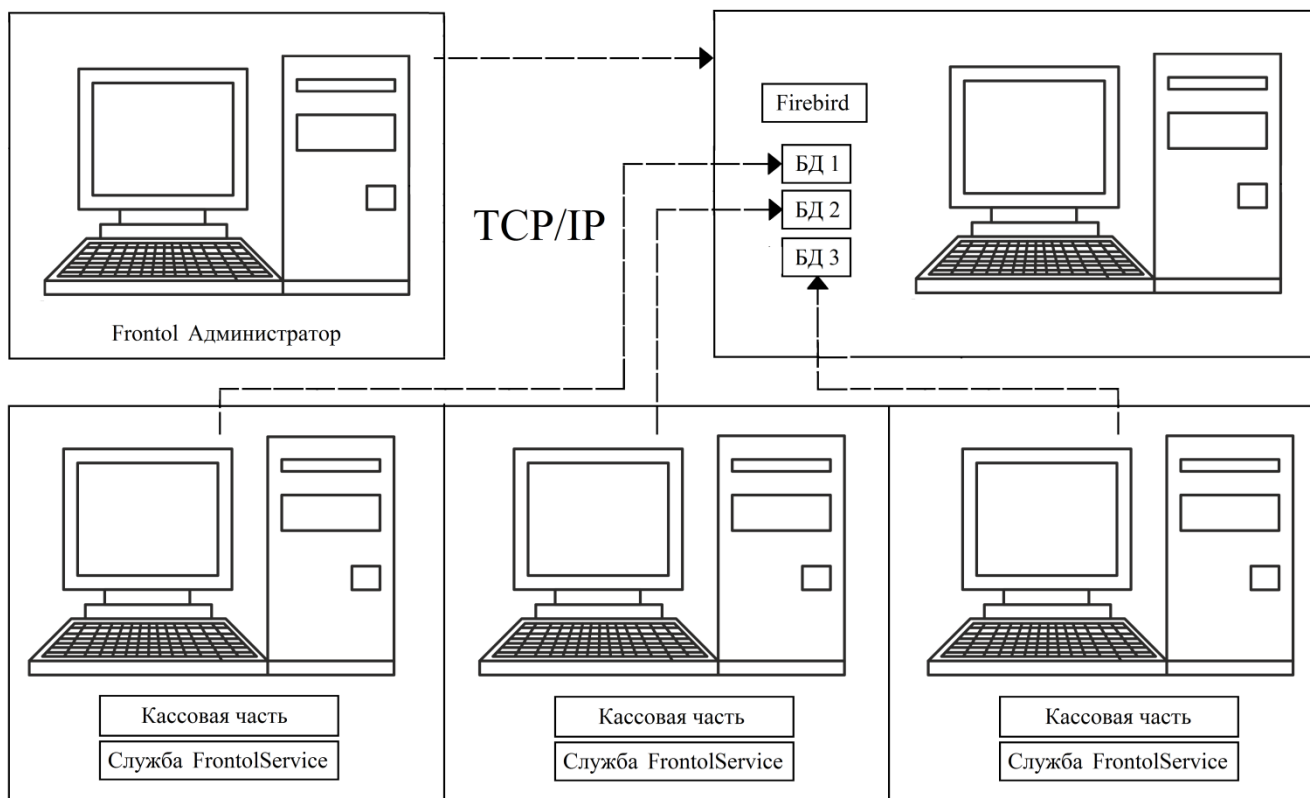 Firebird
БД 1
TCP/IP
БД 2
БД 3
Frontol Администратор
Кассовая часть
Служба FrontolService
Кассовая часть
Служба FrontolService
Кассовая часть
Служба FrontolService